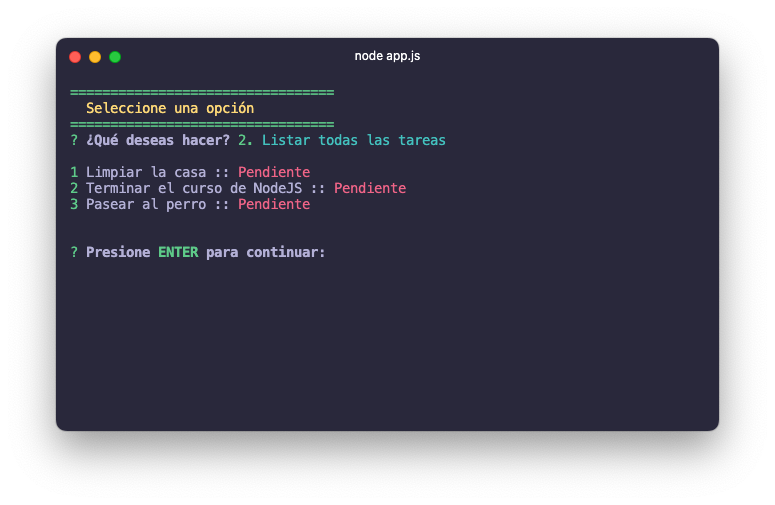 node app.js
=================================
Seleccione una opción
=================================
? ¿Qué deseas hacer? 2. Listar todas las tareas
1 Limpiar la casa :: Pendiente
2 Terminar el curso de NodeJS :: Pendiente
3 Pasear al perro :: Pendiente
? Presione ENTER para continuar: